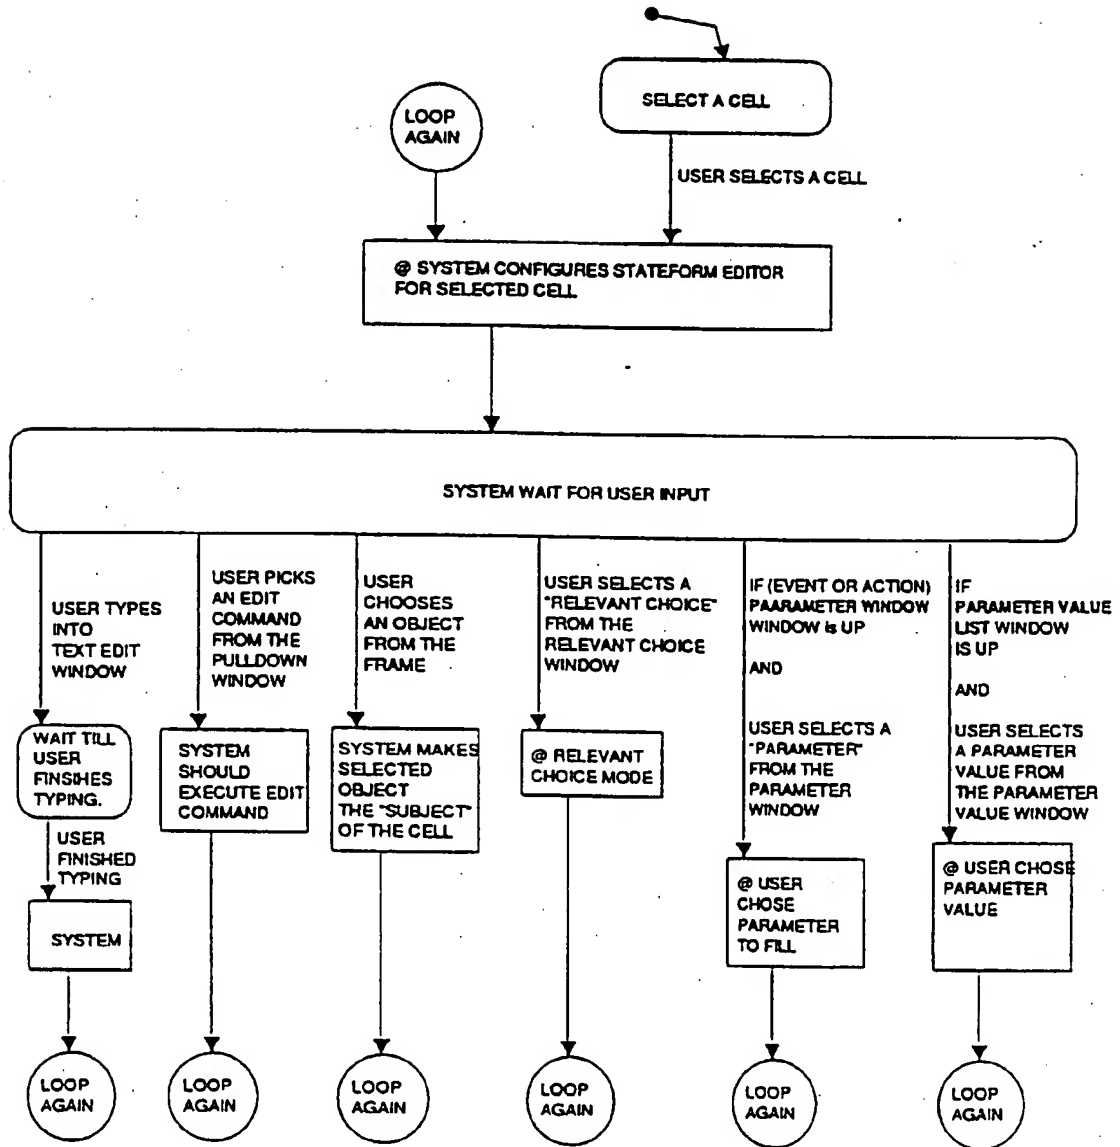 SELECT A CELL
LOOP
AGAIN
USER SELECTS A CELL
@ SYSTEM CONFIGURES STATEFORM EDITOR
FOR SELECTED CELL
SYSTEM WAIT FOR USER INPUT
USER TYPES
INTO
TEXT EDIT
WINDOW
WAIT TILL
USER
FINSIHES
TYPING.
USER
FINISHED
TYPING
SYSTEM
LOOP
AGAIN
USER PICKS
AN EDIT
COMMAND
FROM THE
PULLDOWN
WINDOW
SYSTEM
SHOULD
EXECUTE EDIT
COMMAND
LOOP
AGAIN
USER
CHOOSES
AN OBJECT
FROM THE
FRAME
SYSTEM MAKES
SELECTED
OBJECT
THE "SUBJECT"
OF THE CELL
LOOP
AGAIN
USER SELECTS A
"RELEVANT CHOICE"
FROM THE
RELEVANT CHOICE
WINDOW
@ RELEVANT
CHOICE MODE
LOOP
AGAIN
IF (EVENT OR ACTION)
PAARAMETER WINDOW
WINDOW is UP
AND
USER SELECTS A
"PARAMETER"
FROM THE
PARAMETER
WINDOW
@ USER
CHOSE
PARAMETER
TO FILL
LOOP
AGAIN
IF
PARAMETER VALUE
LIST WINDOW
IS UP
AND
USER SELECTS
A PARAMETER
VALUE FROM
THE PARAMETER
VALUE WINDOW
@ USER CHOSE
PARAMETER
VALUE
LOOP
AGAIN